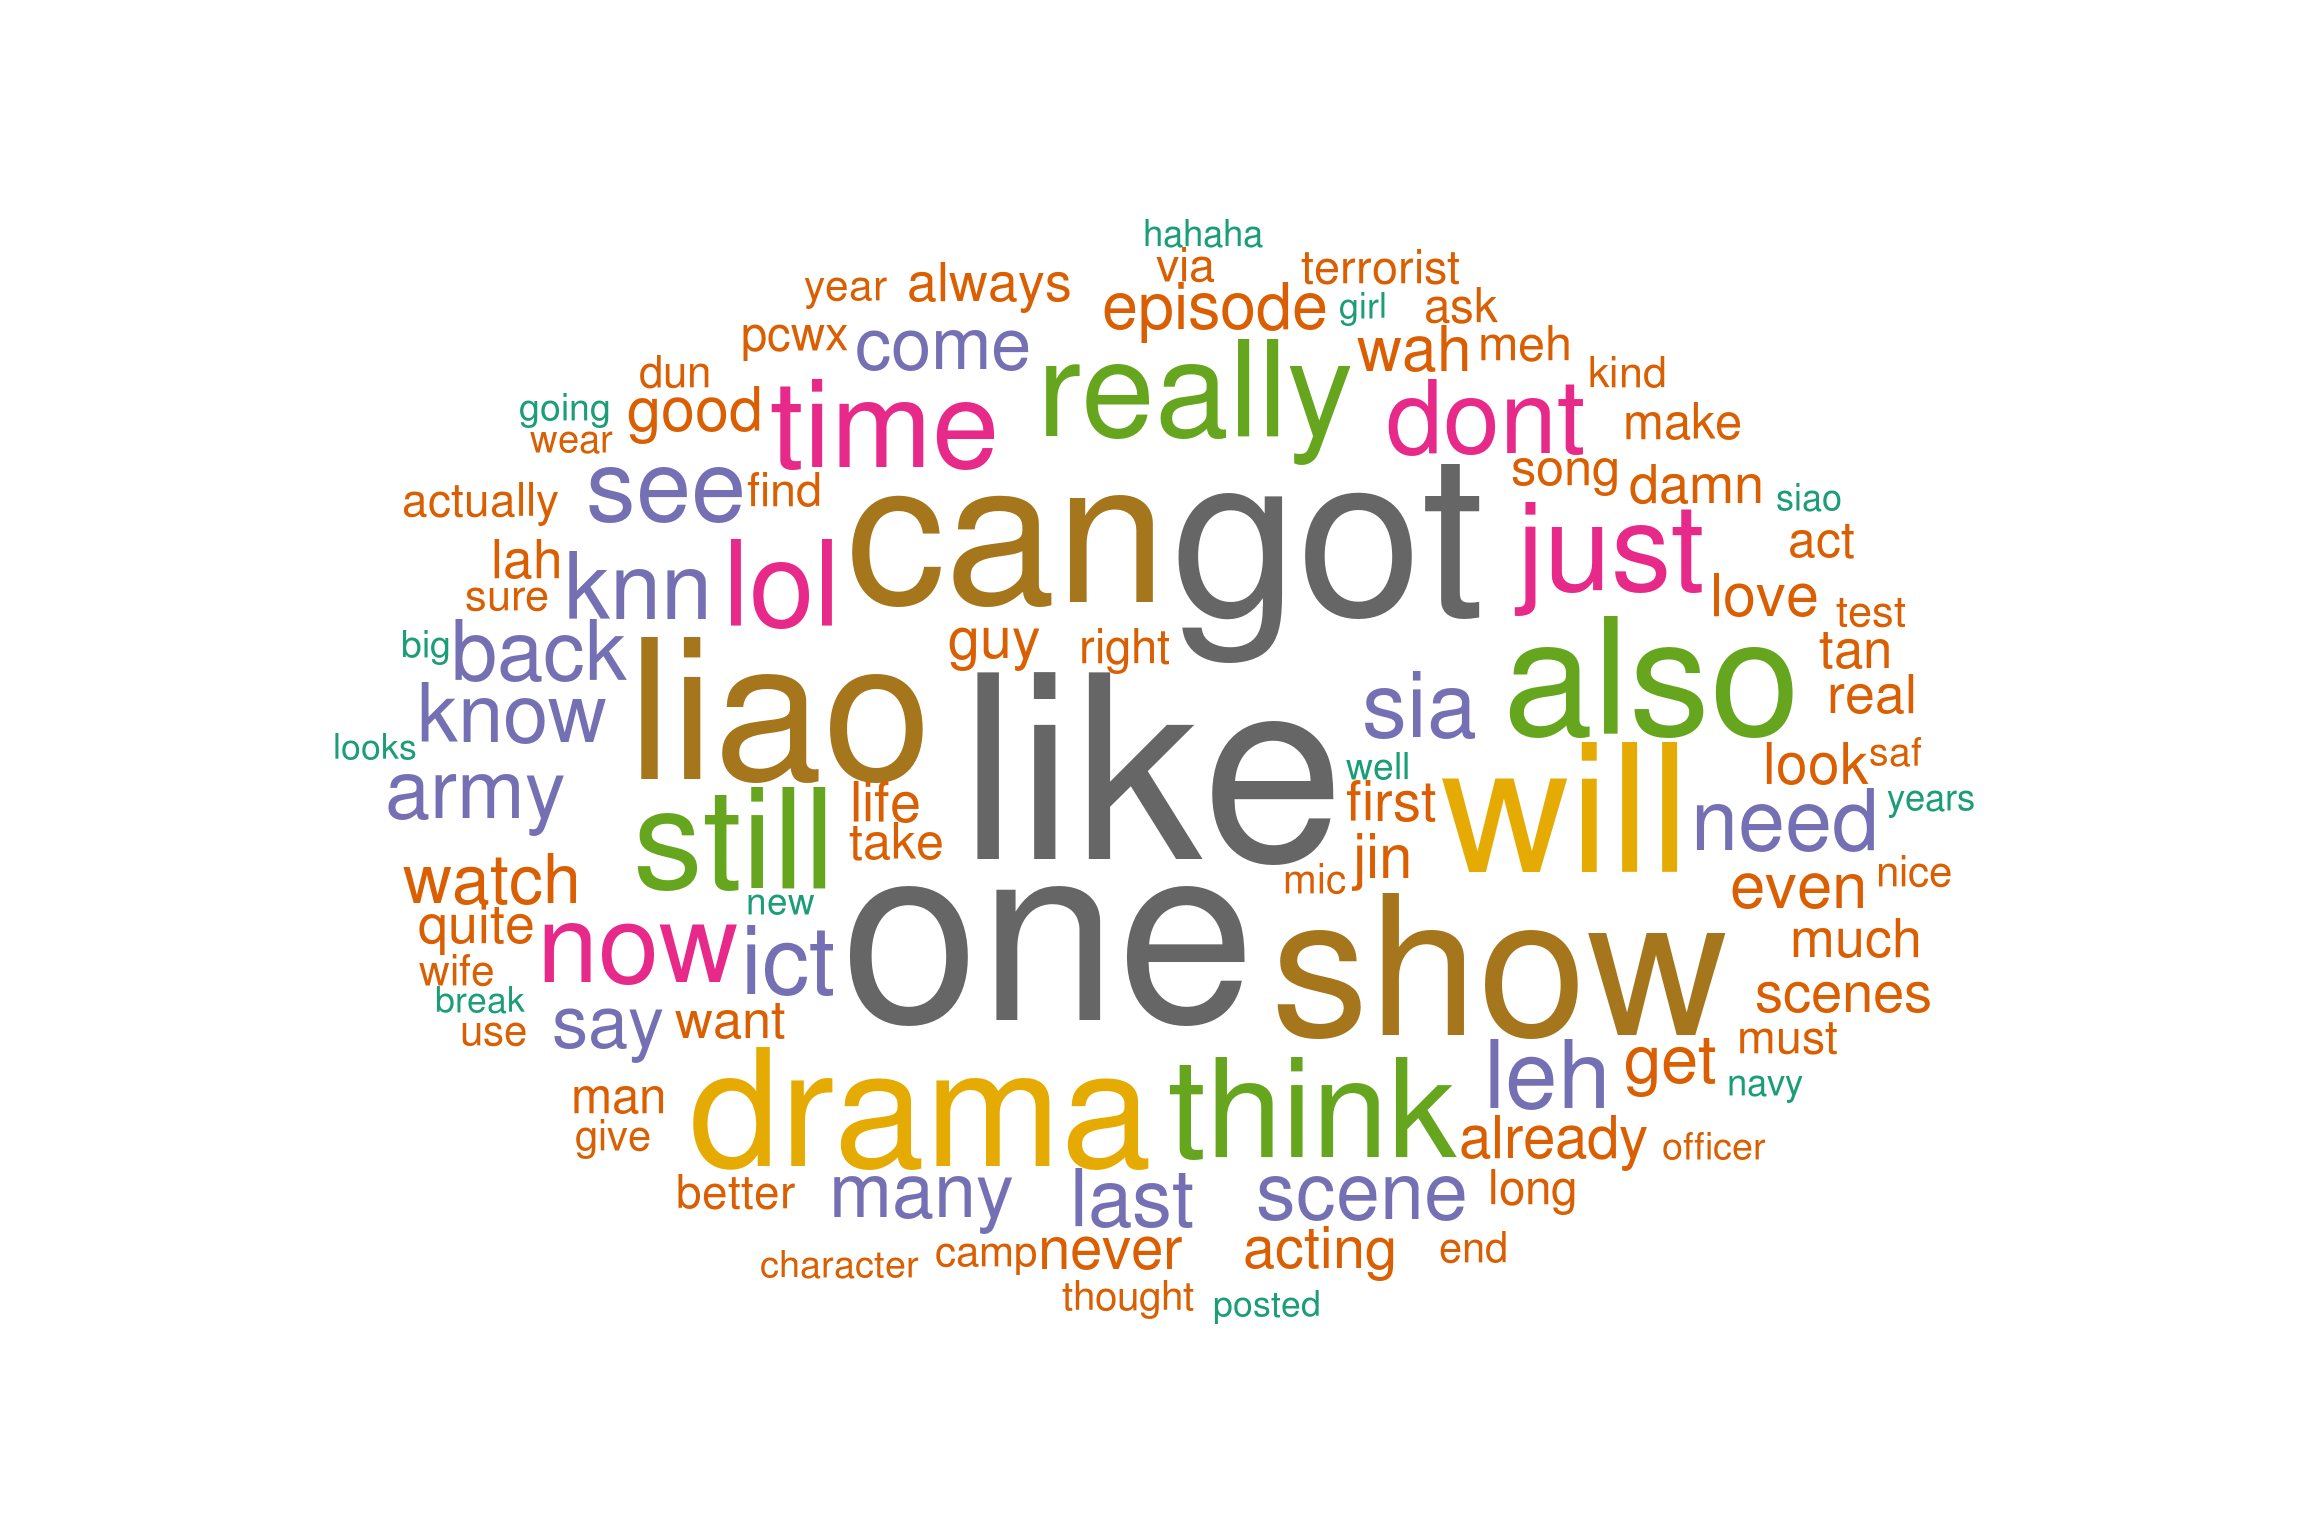 hahaha
via
terrorist
year
always
episode
girl
ask
pcwx
come
really
wah
meh
dun
kind
going
good
time
dont
make
wear
see
find
can
got
song
damn
siao
actually
just
act
lah
knn
lol
sure
love
test
big
back
guy
right
also
tan
know
liao
like
sia
real
looks
army
well
will
look
saf
still
life
first
need
years
take
jin
watch
new
one
mic
show
even
nice
quite
now
ict
much
wife
break
use
say
want
scenes
must
man
drama
think
leh
get
navy
give
already
officer
better
many
last
scene
long
character
camp
never
acting
end
thought
posted